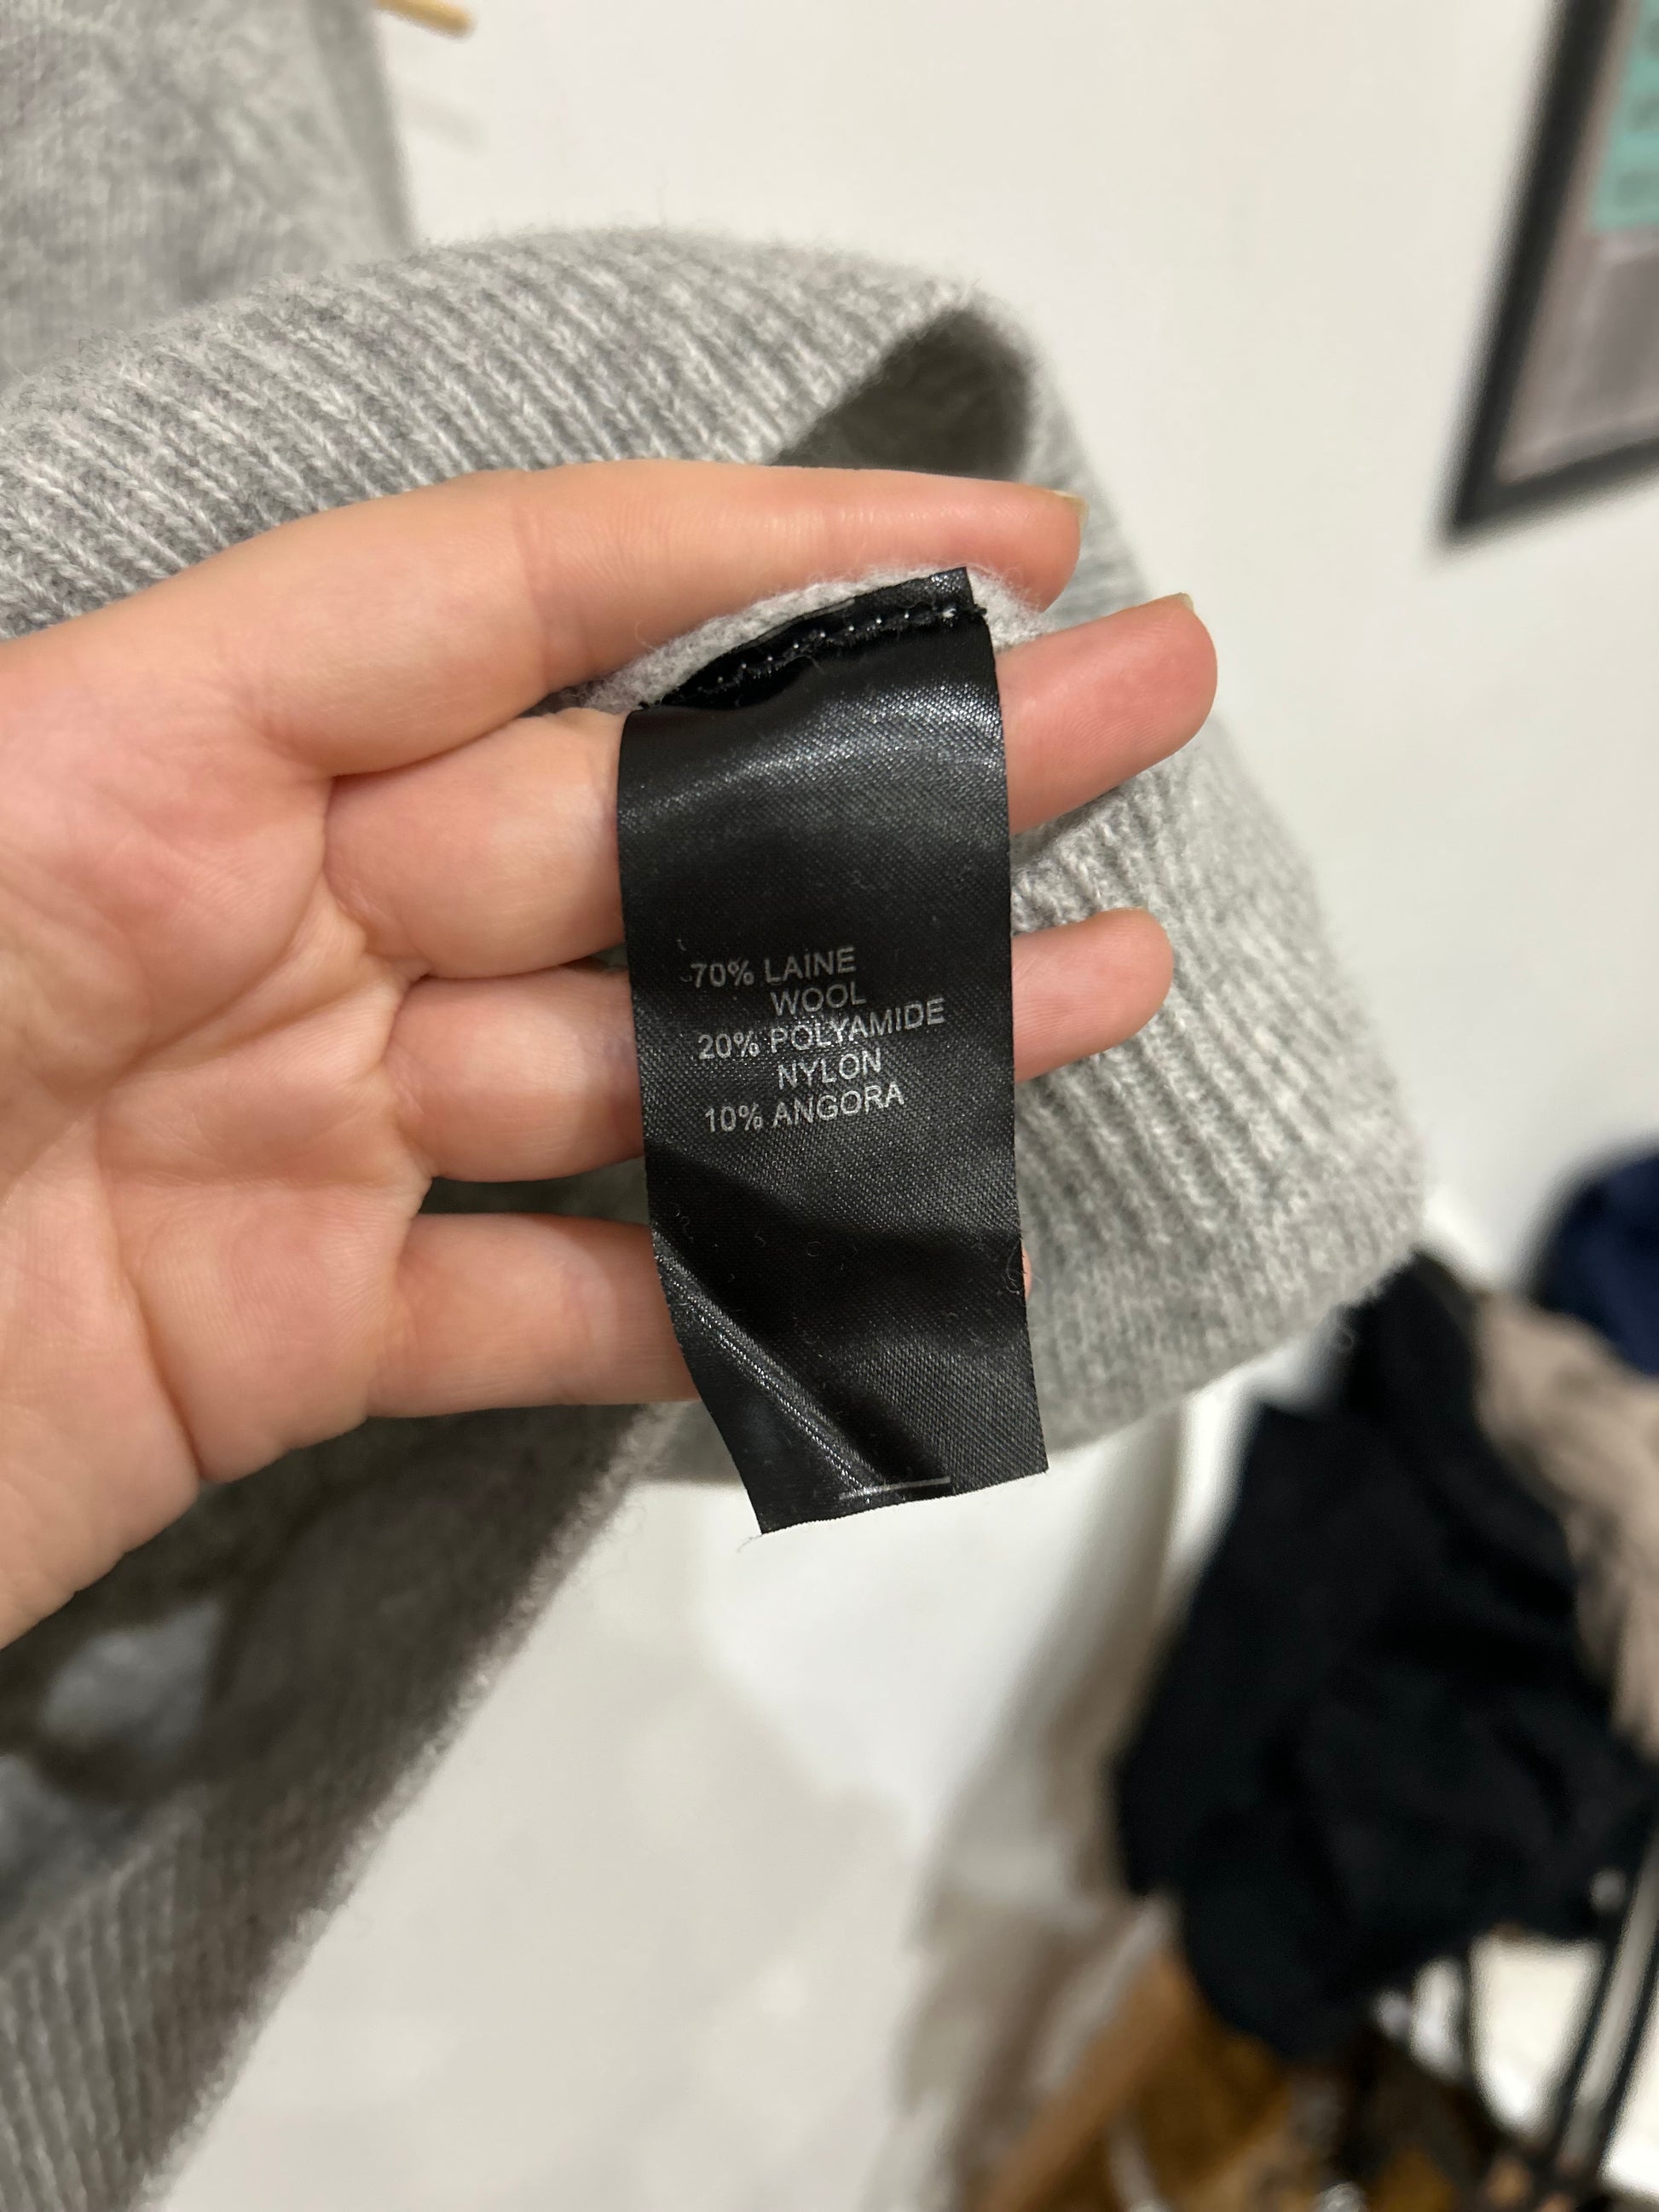 70% LAINE
WOOL
20% POLYAMIDE
NYLON
10% ANGORA